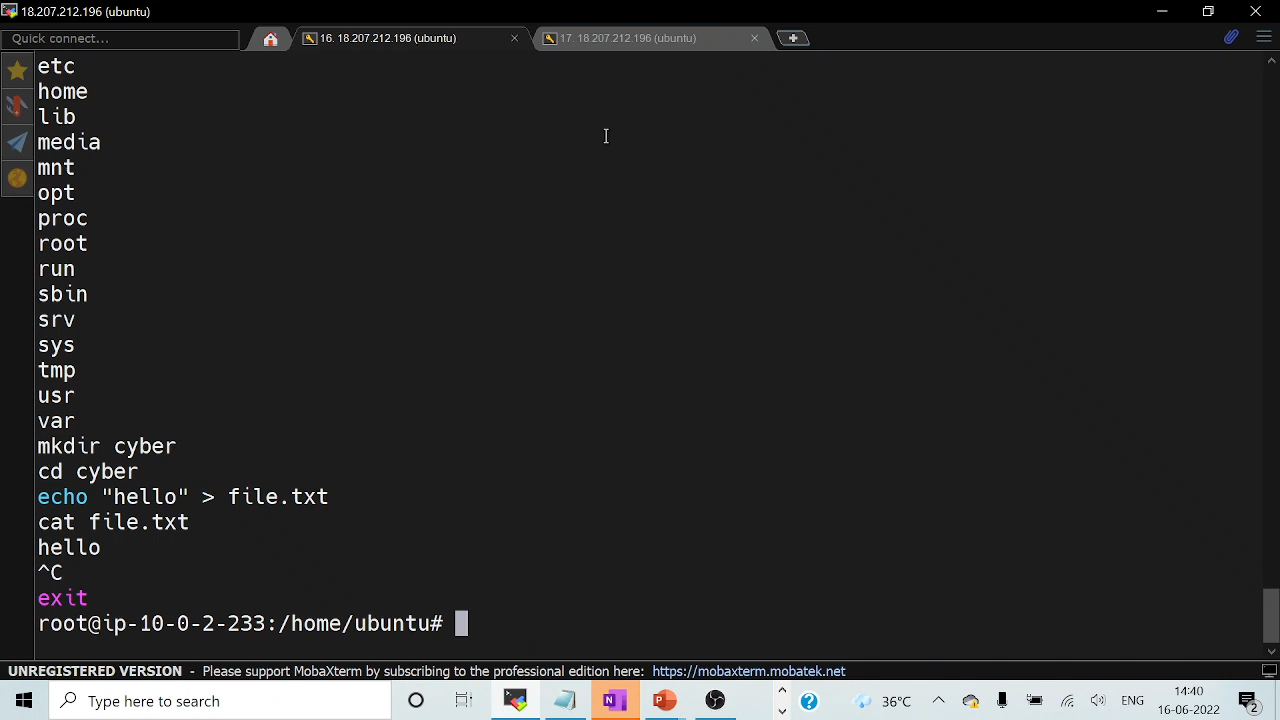 18.207.212.196 (ubuntu)
Quick connect...
16. 18.207.212.196 (ubuntu)
17. 18.207.212.196 (ubuntu)
etc
home
lib
media
mnt
opt
proc
root
run
sbin
srv
sys
tmp
usr
var
mkdir cyber
cd cyber
echo "hello" > file.txt
cat file.txt
hello
^C
exit
root@ip-10-0-2-233:/home/ubuntu#
UNREGISTERED VERSION - Please support MobaXterm by subscribing to the professional edition here: https://mobaxterm.mobatek.net
Type here to search
36°C
ENG
14:40
16-06-2022
2